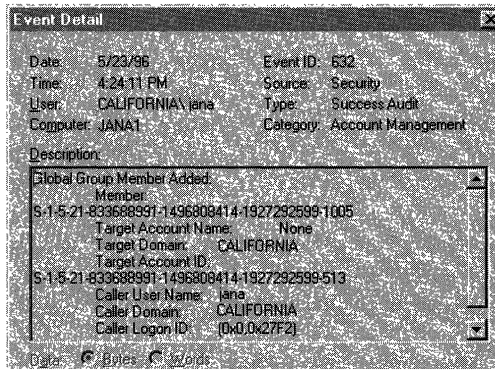 Event Detail
Date: 5/23/96 Event ID: 632
Time: 4:24:11 PM Source: Security
User: CALIFORNIA\ jana Type: Success Audit
Computer: JANA1 Category: Account Management
Description:
Global Group Member Added:
Member:
S-1-5-21-833688991-1496808414-1927292599-1005
Target Account Name: None
Target Domain: CALIFORNIA
Target Account ID:
S-1-5-21-833688991-1496808414-1927292599-513
Caller User Name: jana
Caller Domain: CALIFORNIA
Caller Logon ID: (0x0,0x27F2)
Data: Bytes Words